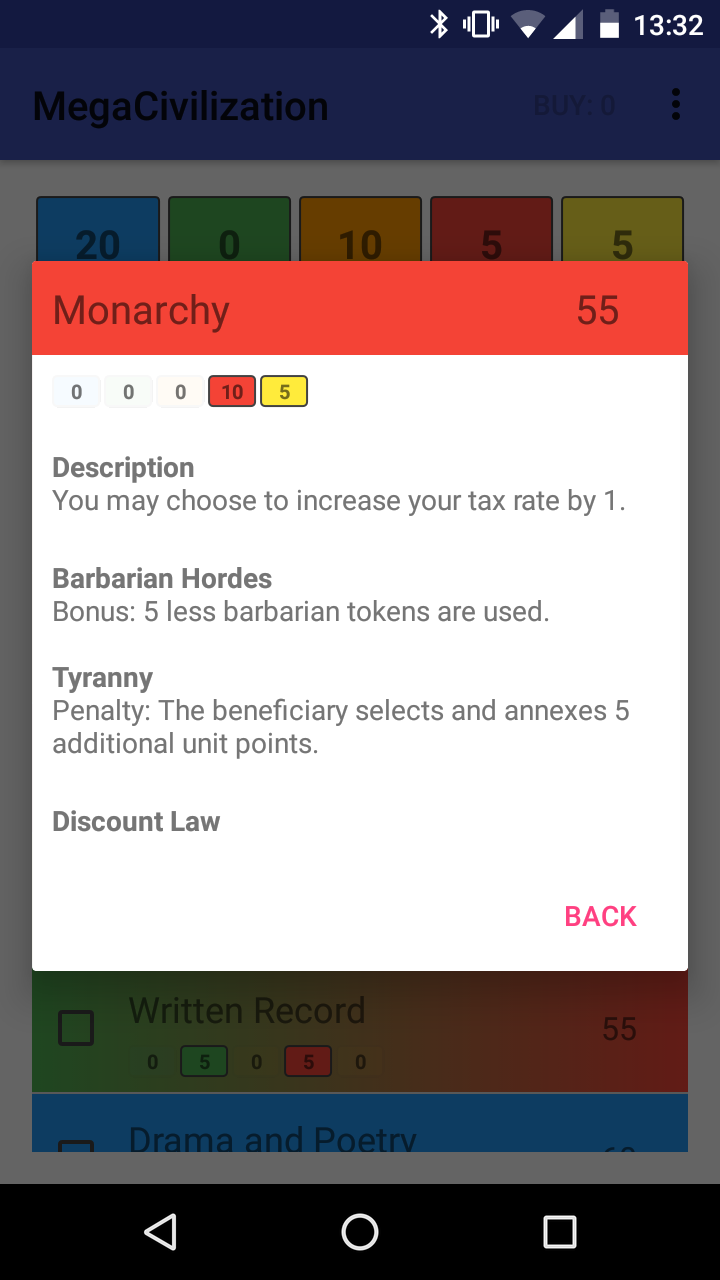 13:32
MegaCivilization BUY: 0
20 0 10 5 5
Monarchy 55
0 0 0 10 5
Description
You may choose to increase your tax rate by 1.
Barbarian Hordes
Bonus: 5 less barbarian tokens are used.
Tyranny
Penalty: The beneficiary selects and annexes 5
additional unit points.
Discount Law
BACK
Written Record 55
0 5 0 5 0
Drama and Poetry